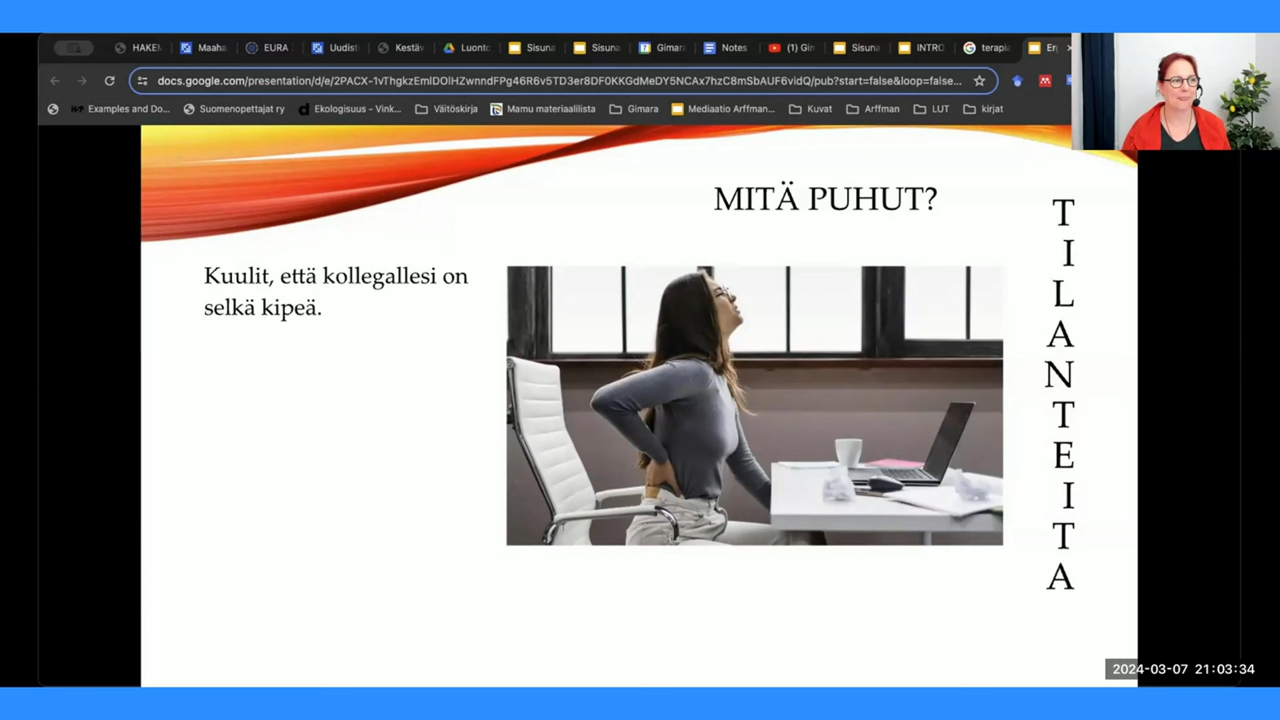 HAKEM
Maaha
EURA
Uudist
Kestäv
Luonto
Sisuna
Sisuna
Gimara
Notes
(1) Gin
Sisuna
INTRO
terapia
docs.google.com/presentation/d/e/2PACX-1vThgkzEmlDOlHZwnndFPg46R6v5TD3er8DF0KKGdMeDY5NCAx7hzC8mSbAUF6vidQ/pub?start=false&loop=false...
Examples and Do...
Suomenopettajat ry
Ekologisuus - Vink...
Väitöskirja
Mamu materiaalilista
Gimara
Mediaatio Arffman...
Kuvat
Arffman
LUT
kirjat
MITÄ PUHUT?
Kuulit, että kollegallesi on
selkä kipeä.
T
I
L
A
N
T
E
I
T
A
2024-03-07 21:03:34